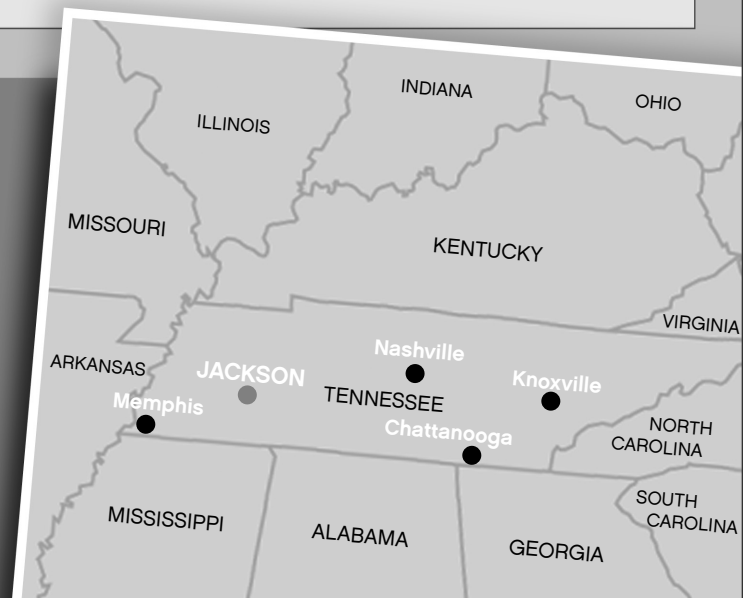 INDIANA
OHIO
ILLINOIS
MISSOURI
KENTUCKY
VIRGINIA
Nashville
ARKANSAS
JACKSON
Knoxville
TENNESSEE
Memphis
Chattanooga
NORTH
CAROLINA
SOUTH
CAROLINA
MISSISSIPPI
ALABAMA
GEORGIA